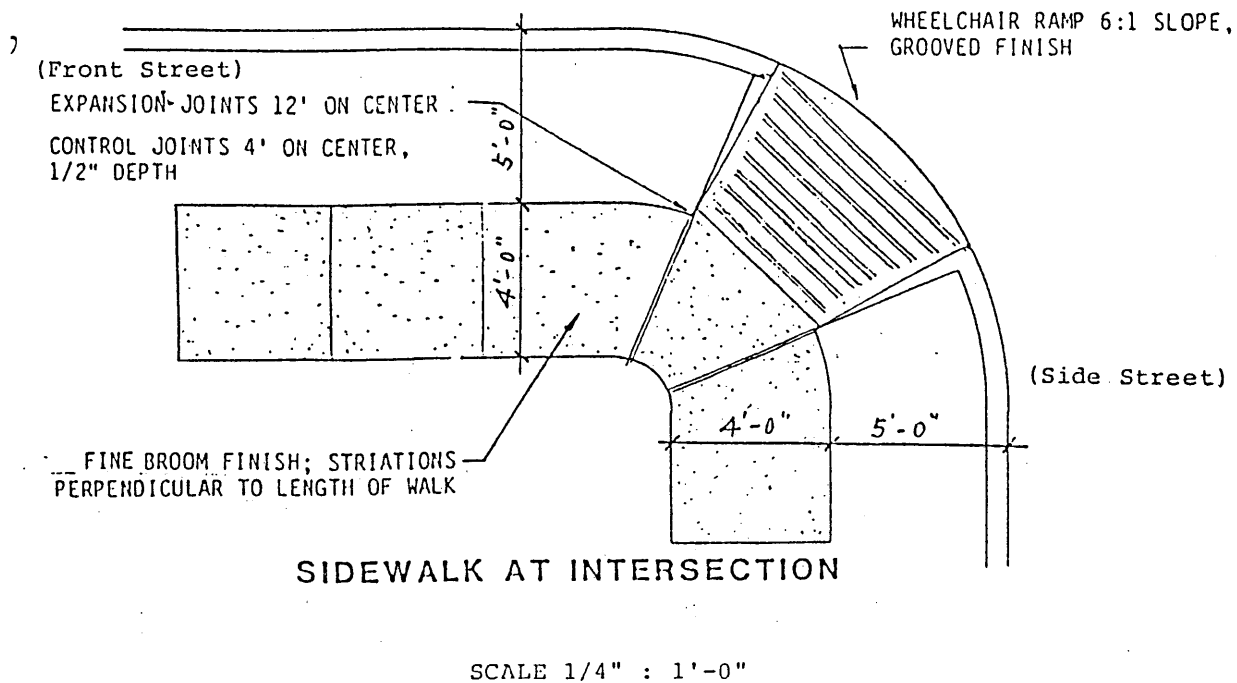 WHEELCHAIR RAMP 6:1 SLOPE,
GROOVED FINISH
(Front Street)
EXPANSION JOINTS 12' ON CENTER
CONTROL JOINTS 4' ON CENTER,
1/2" DEPTH
5'-0"
4'-0"
(Side Street)
4'-0"
5'-0"
FINE BROOM FINISH; STRIATIONS
PERPENDICULAR TO LENGTH OF WALK
SIDEWALK AT INTERSECTION
SCALE 1/4" : 1'-0"